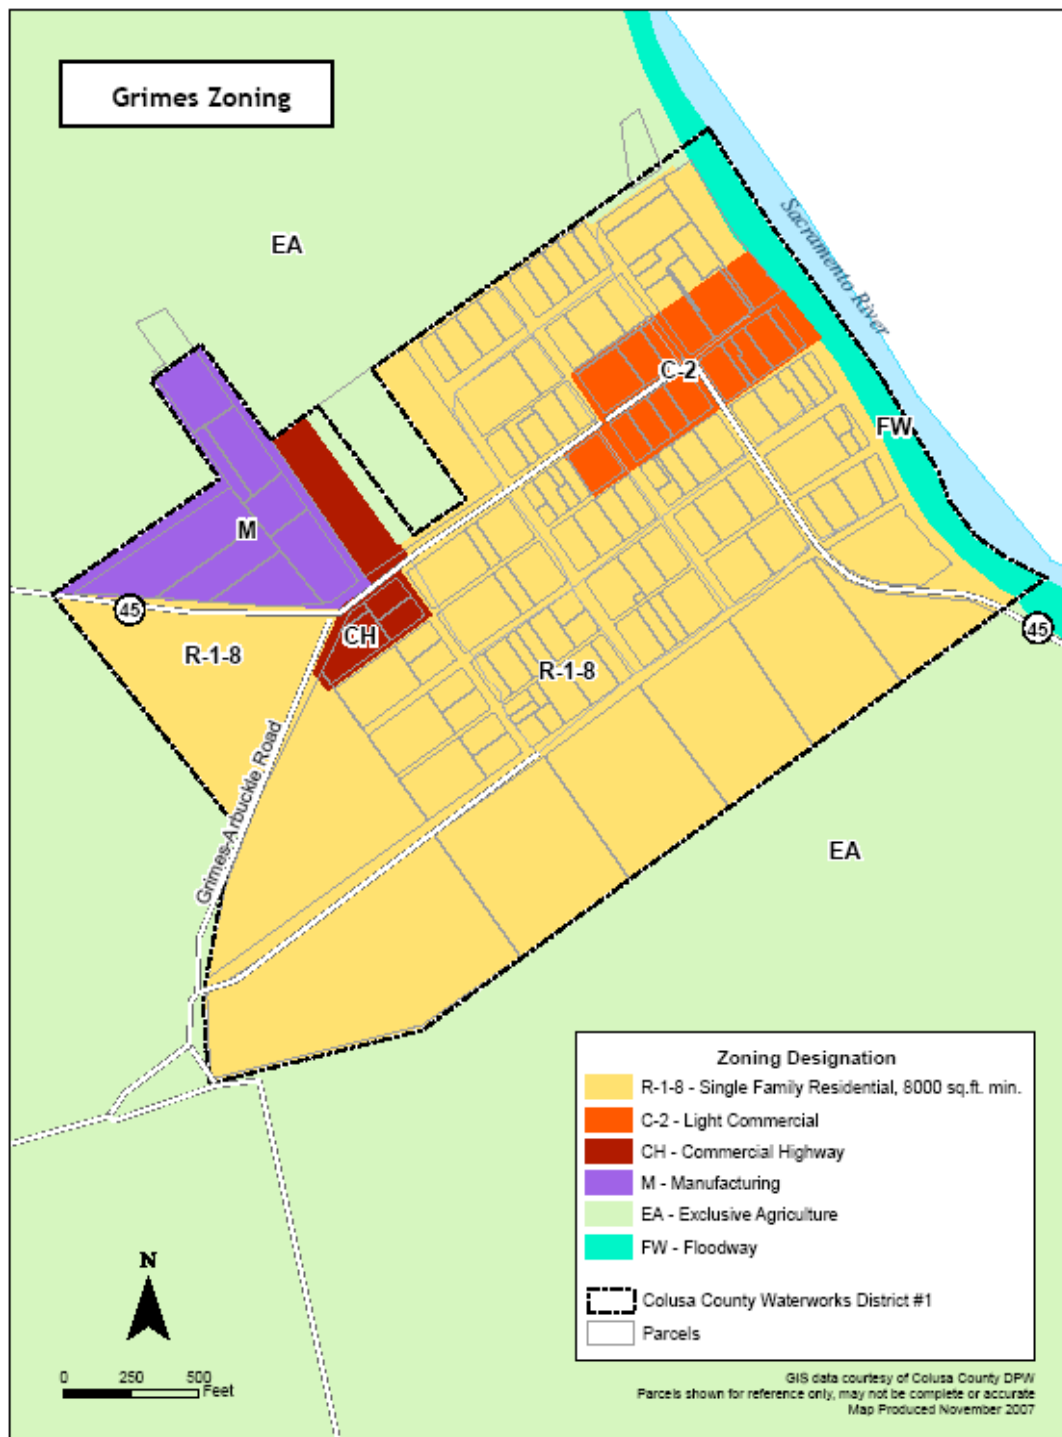 Grimes Zoning
Sacramento River
EA
C-2
FW
M
45
CH
R-1-8
R-1-8
45
Grimes-Arbuckle Road
EA
Zoning Designation
R-1-8 - Single Family Residential, 8000 sq.ft. min.
C-2 - Light Commercial
CH - Commercial Highway
M - Manufacturing
EA - Exclusive Agriculture
FW - Floodway
Colusa County Waterworks District #1
Parcels
N
0 250 500
Feet
GIS data courtesy of Colusa County DPW
Parcels shown for reference only, may not be complete or accurate
Map Produced November 2007